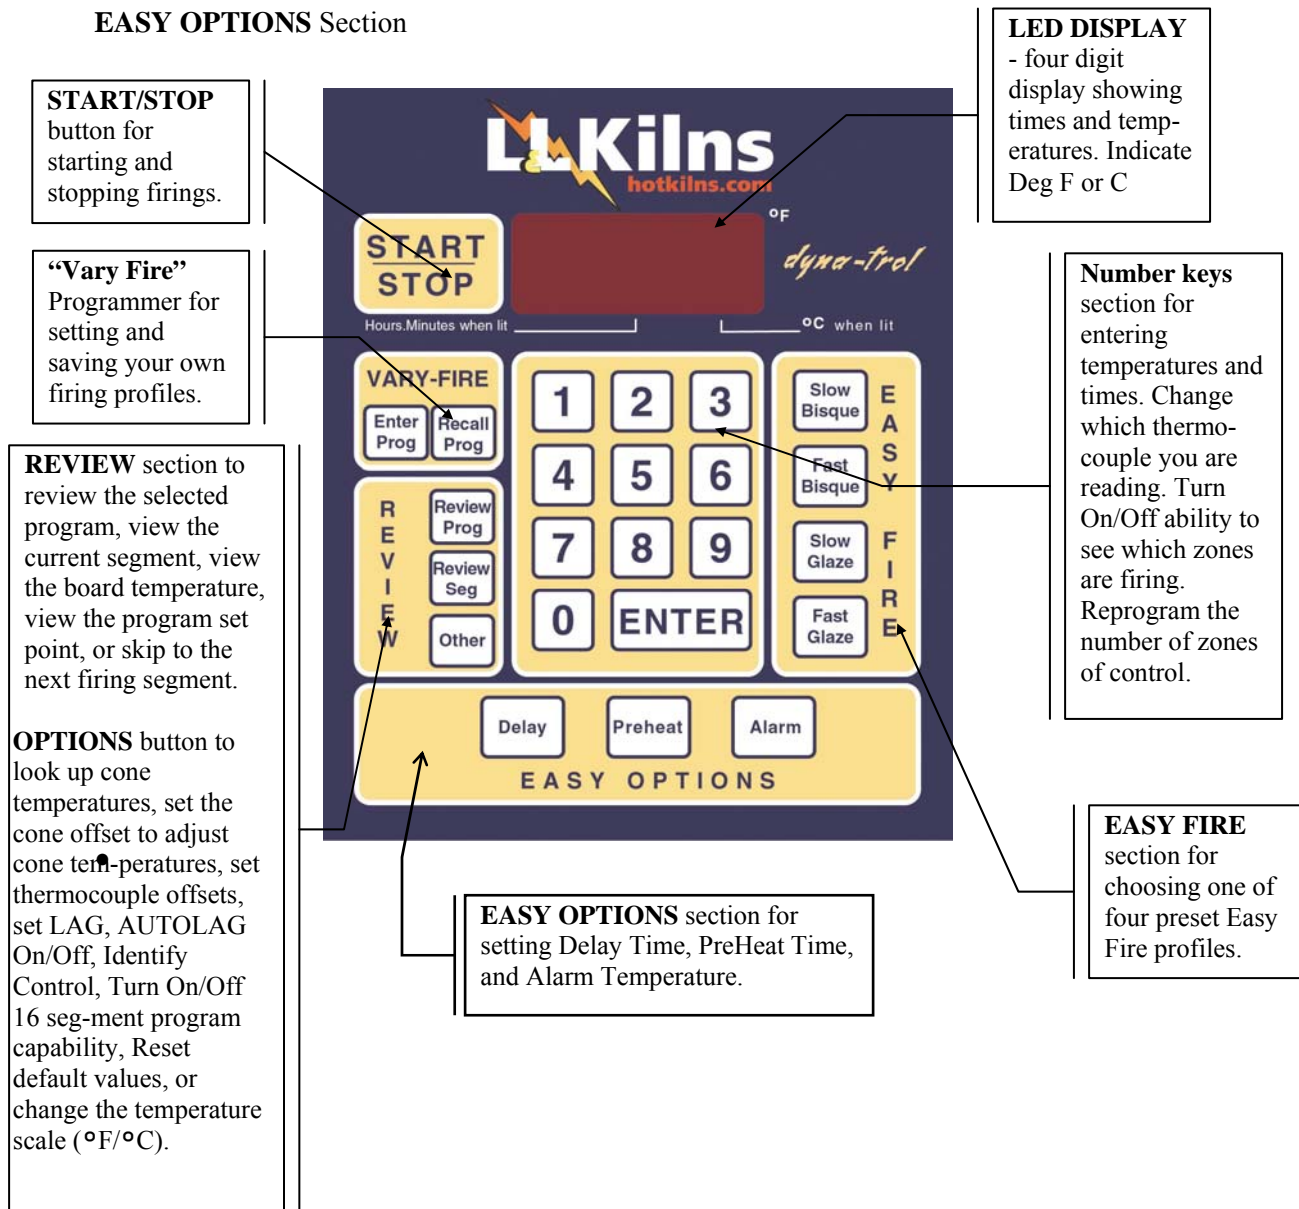 EASY OPTIONS Section
LED DISPLAY
- four digit
display showing
times and temp-
eratures. Indicate
Deg F or C
START/STOP
button for
starting and
stopping firings.
“Vary Fire”
Programmer for
setting and
saving your own
firing profiles.
REVIEW section to
review the selected
program, view the
current segment, view
the board temperature,
view the program set
point, or skip to the
next firing segment.
OPTIONS button to
look up cone
temperatures, set the
cone offset to adjust
cone tem-peratures, set
thermocouple offsets,
set LAG, AUTOLAG
On/Off, Identify
Control, Turn On/Off
16 seg-ment program
capability, Reset
default values, or
change the temperature
scale (°F/°C).
L&L Kilns
hotkilns.com
START
STOP
°F
dyna-trol
Hours.Minutes when lit
°C when lit
VARY-FIRE
Enter
Prog
Recall
Prog
REVIEW
Review
Prog
Review
Seg
Other
1 2 3
4 5 6
7 8 9
0 ENTER
Slow
Bisque
Fast
Bisque
Slow
Glaze
Fast
Glaze
EASY FIRE
Delay Preheat Alarm
EASY OPTIONS
Number keys
section for
entering
temperatures and
times. Change
which thermo-
couple you are
reading. Turn
On/Off ability to
see which zones
are firing.
Reprogram the
number of zones
of control.
EASY FIRE
section for
choosing one of
four preset Easy
Fire profiles.
EASY OPTIONS section for
setting Delay Time, PreHeat Time,
and Alarm Temperature.